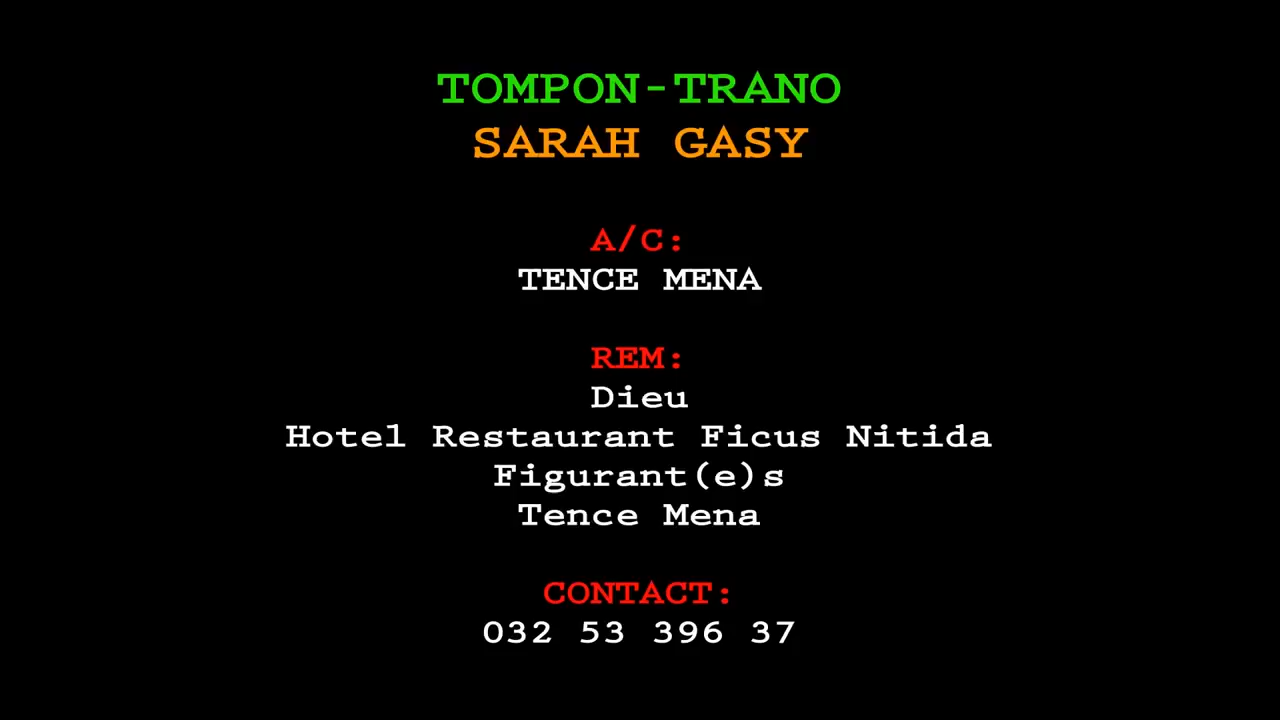 TOMPON-TRANO
SARAH GASY
A/C:
TENCE MENA
REM:
Dieu
Hotel Restaurant Ficus Nitida
Figurant(e)s
Tence Mena
CONTACT:
032 53 396 37